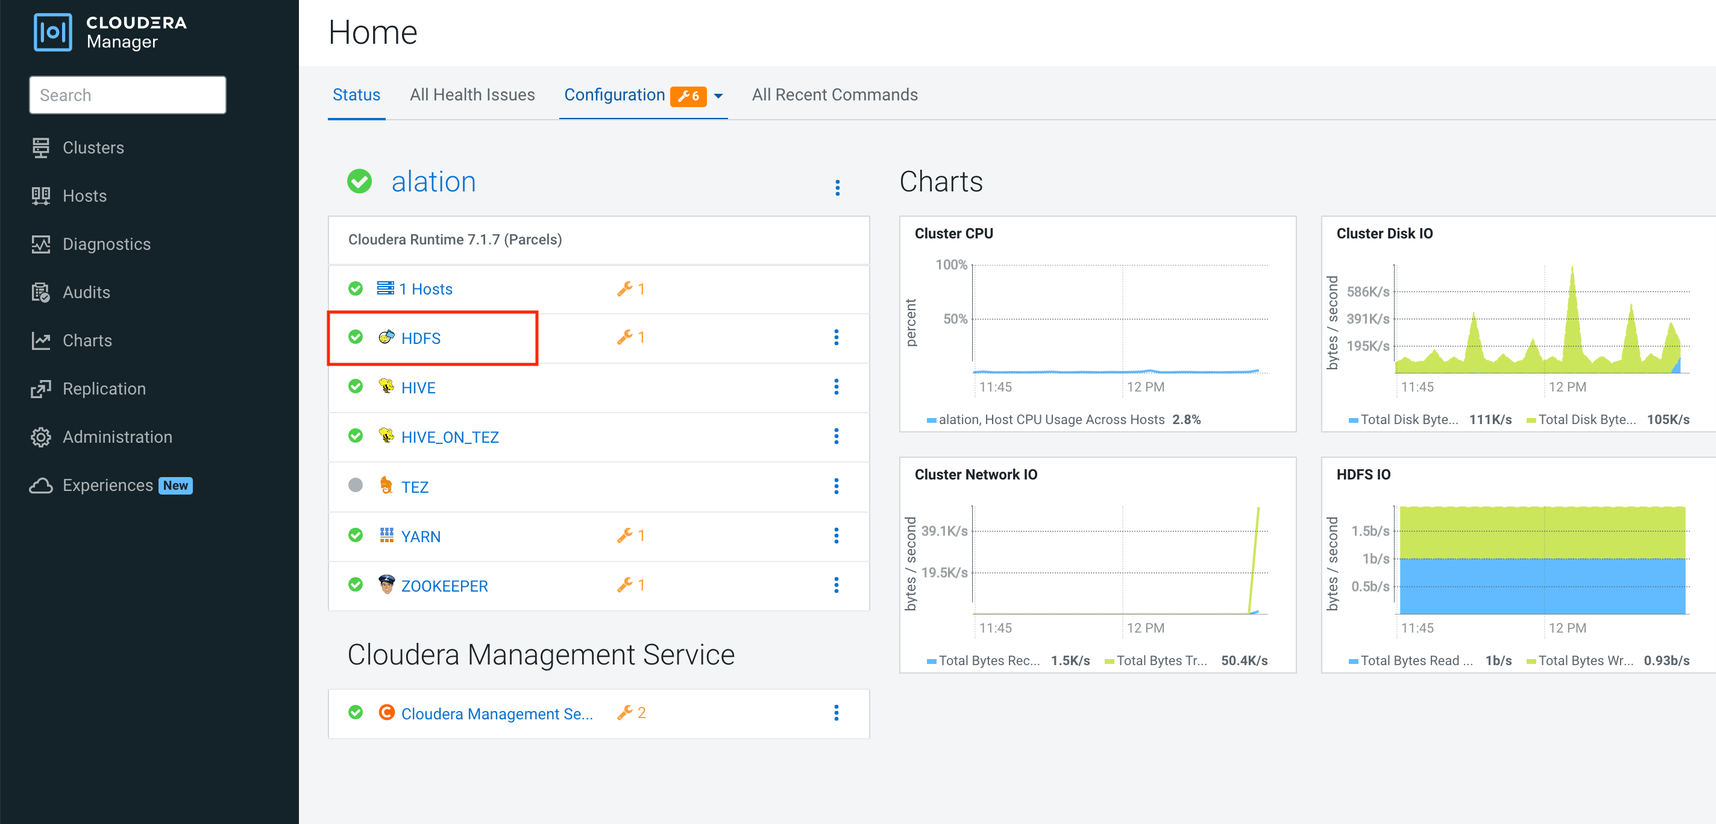 CLOUDERA
Manager
Search
Clusters
Hosts
Diagnostics
Audits
Charts
Replication
Administration
Experiences New
Home
Status All Health Issues Configuration 6 All Recent Commands
alation
Cloudera Runtime 7.1.7 (Parcels)
1 Hosts 1
HDFS 1
HIVE
HIVE_ON_TEZ
TEZ
YARN 1
ZOOKEEPER 1
Cloudera Management Service
Cloudera Management Se... 2
Charts
Cluster CPU
percent
100%
50%
11:45 12 PM
alation, Host CPU Usage Across Hosts 2.8%
Cluster Disk IO
bytes / second
586K/s
391K/s
195K/s
11:45 12 PM
Total Disk Byte... 111K/s Total Disk Byte... 105K/s
Cluster Network IO
bytes / second
39.1K/s
19.5K/s
11:45 12 PM
Total Bytes Rec... 1.5K/s Total Bytes Tr... 50.4K/s
HDFS IO
bytes / second
1.5b/s
1b/s
0.5b/s
11:45 12 PM
Total Bytes Read ... 1b/s Total Bytes Wr... 0.93b/s